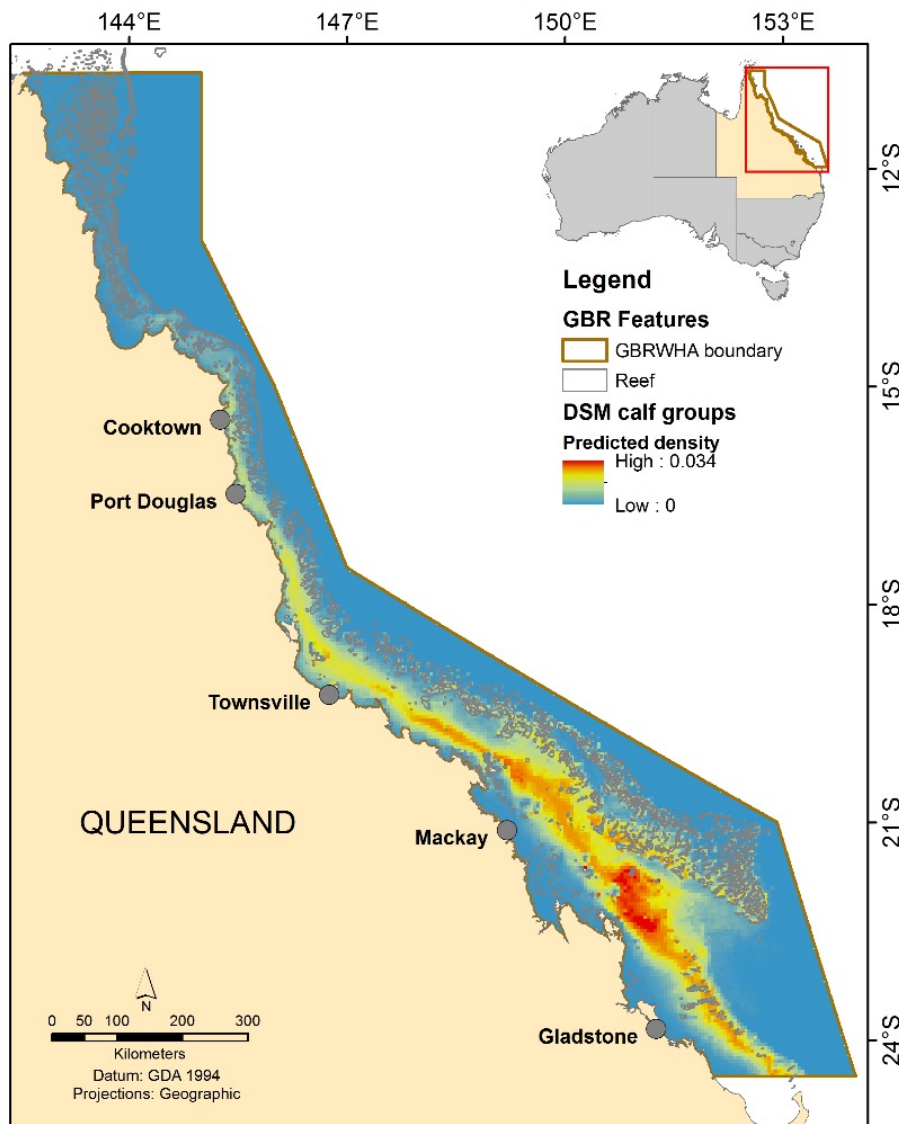 144°E
147°E
150°E
153°E
12°S
15°S
18°S
21°S
24°S
Legend
GBR Features
GBRWHA boundary
Reef
DSM calf groups
Predicted density
High : 0.034
Low : 0
Cooktown
Port Douglas
Townsville
QUEENSLAND
Mackay
Gladstone
N
0 50 100 200 300
Kilometers
Datum: GDA 1994
Projections: Geographic